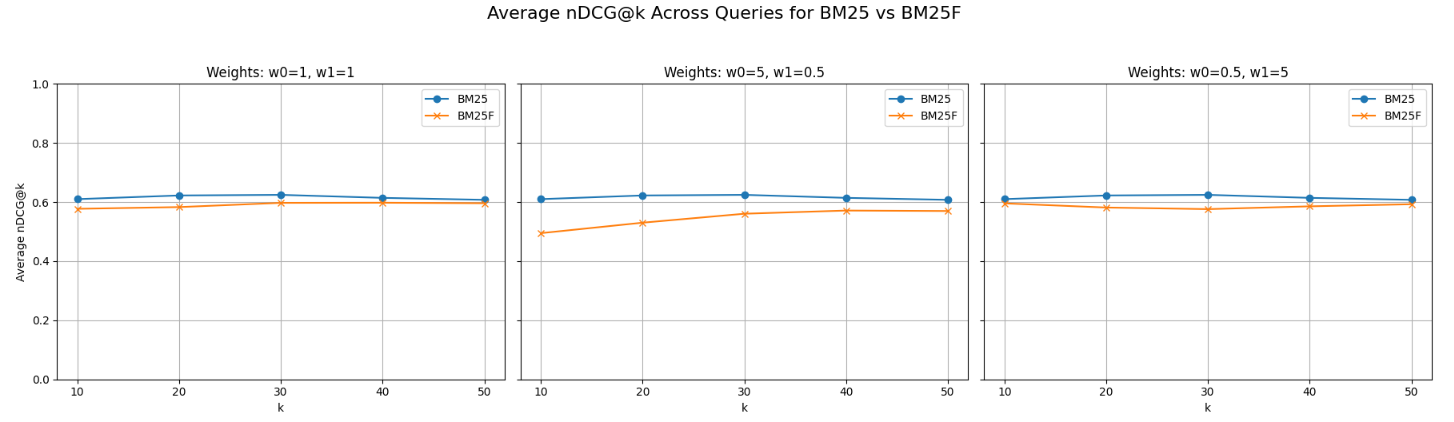 Average nDCG@k Across Queries for BM25 vs BM25F
Weights: w0=1, w1=1
Weights: w0=5, w1=0.5
Weights: w0=0.5, w1=5
BM25
BM25F
BM25
BM25F
BM25
BM25F
Average nDCG@k
1.0
0.8
0.6
0.4
0.2
0.0
10 20 30 40 50
10 20 30 40 50
10 20 30 40 50
k
k
k